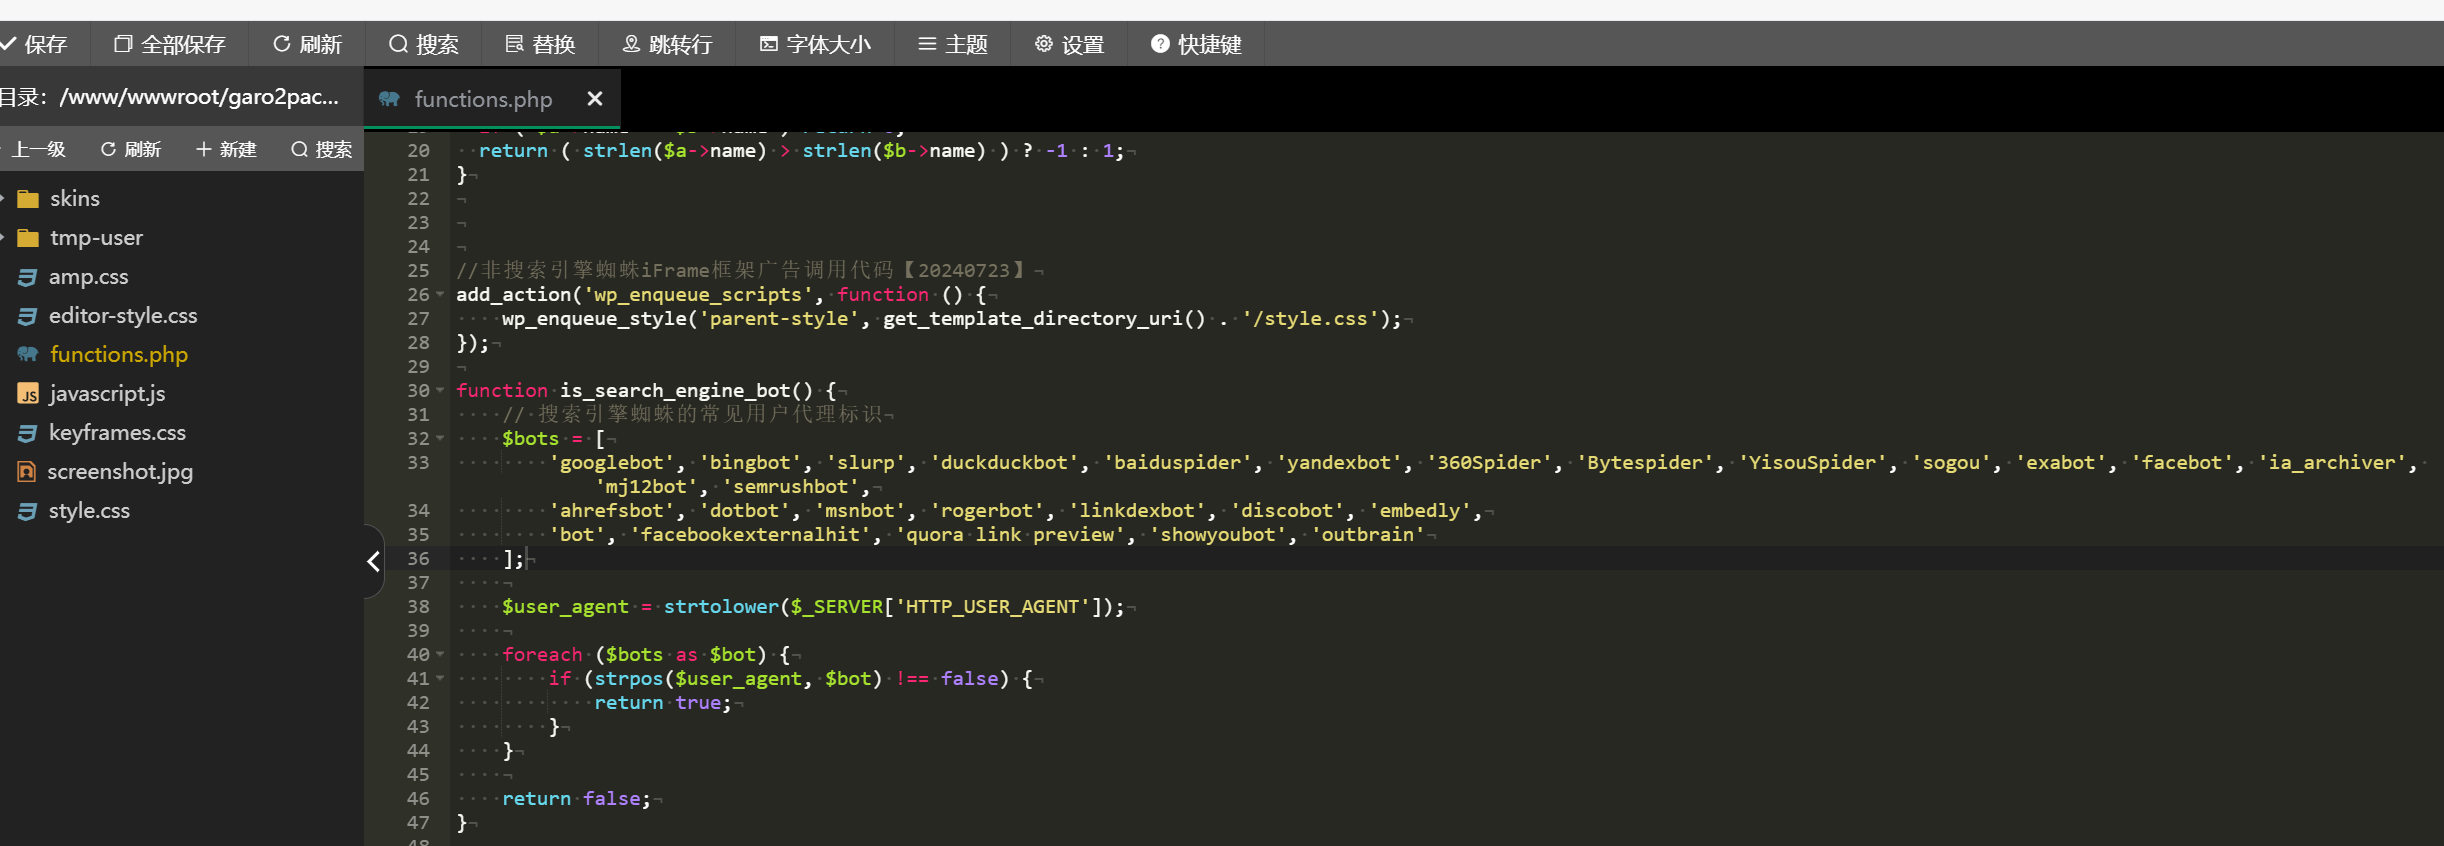 保存 全部保存 刷新 搜索 替换 跳转行 字体大小 主题 设置 快捷键
目录: /www/wwwroot/garo2pac... functions.php
上一级 刷新 新建 搜索
skins
tmp-user
amp.css
editor-style.css
functions.php
javascript.js
keyframes.css
screenshot.jpg
style.css
20 return ( strlen($a->name) > strlen($b->name) ) ? -1 : 1;
21 }
22
23
24
25 //非搜索引擎蜘蛛iFrame框架广告调用代码【20240723】
26 add_action('wp_enqueue_scripts', function () {
27 wp_enqueue_style('parent-style', get_template_directory_uri() . '/style.css');
28 });
29
30 function is_search_engine_bot() {
31 // 搜索引擎蜘蛛的常见用户代理标识
32 $bots = [
33 'googlebot', 'bingbot', 'slurp', 'duckduckbot', 'baiduspider', 'yandexbot', '360Spider', 'Bytespider', 'YisouSpider', 'sogou', 'exabot', 'facebot', 'ia_archiver',
'mj12bot', 'semrushbot',
34 'ahrefsbot', 'dotbot', 'msnbot', 'rogerbot', 'linkdexbot', 'discobot', 'embedly',
35 'bot', 'facebookexternalhit', 'quora link preview', 'showyoubot', 'outbrain'
36 ];
37
38 $user_agent = strtolower($_SERVER['HTTP_USER_AGENT']);
39
40 foreach ($bots as $bot) {
41 if (strpos($user_agent, $bot) !== false) {
42 return true;
43 }
44 }
45
46 return false;
47 }